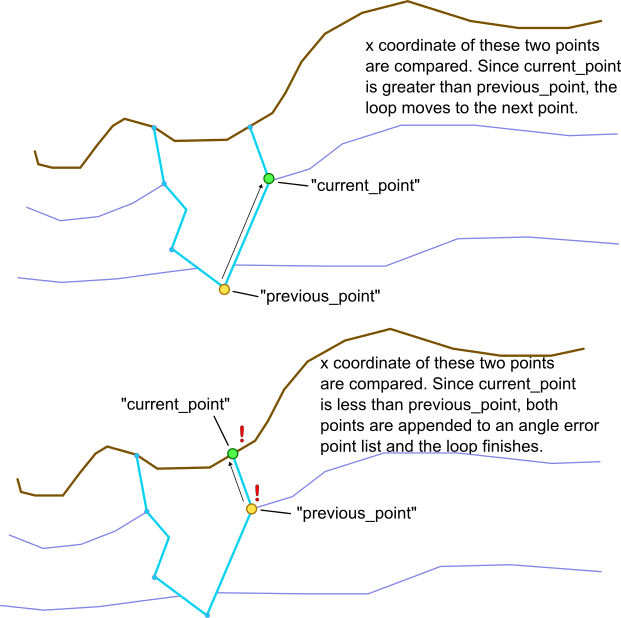 x coordinate of these two points
are compared. Since current_point
is greater than previous_point, the
loop moves to the next point.
"current_point"
"previous_point"
x coordinate of these two points
are compared. Since current_point
is less than previous_point, both
points are appended to an angle error
point list and the loop finishes.
"current_point"
!
!
"previous_point"